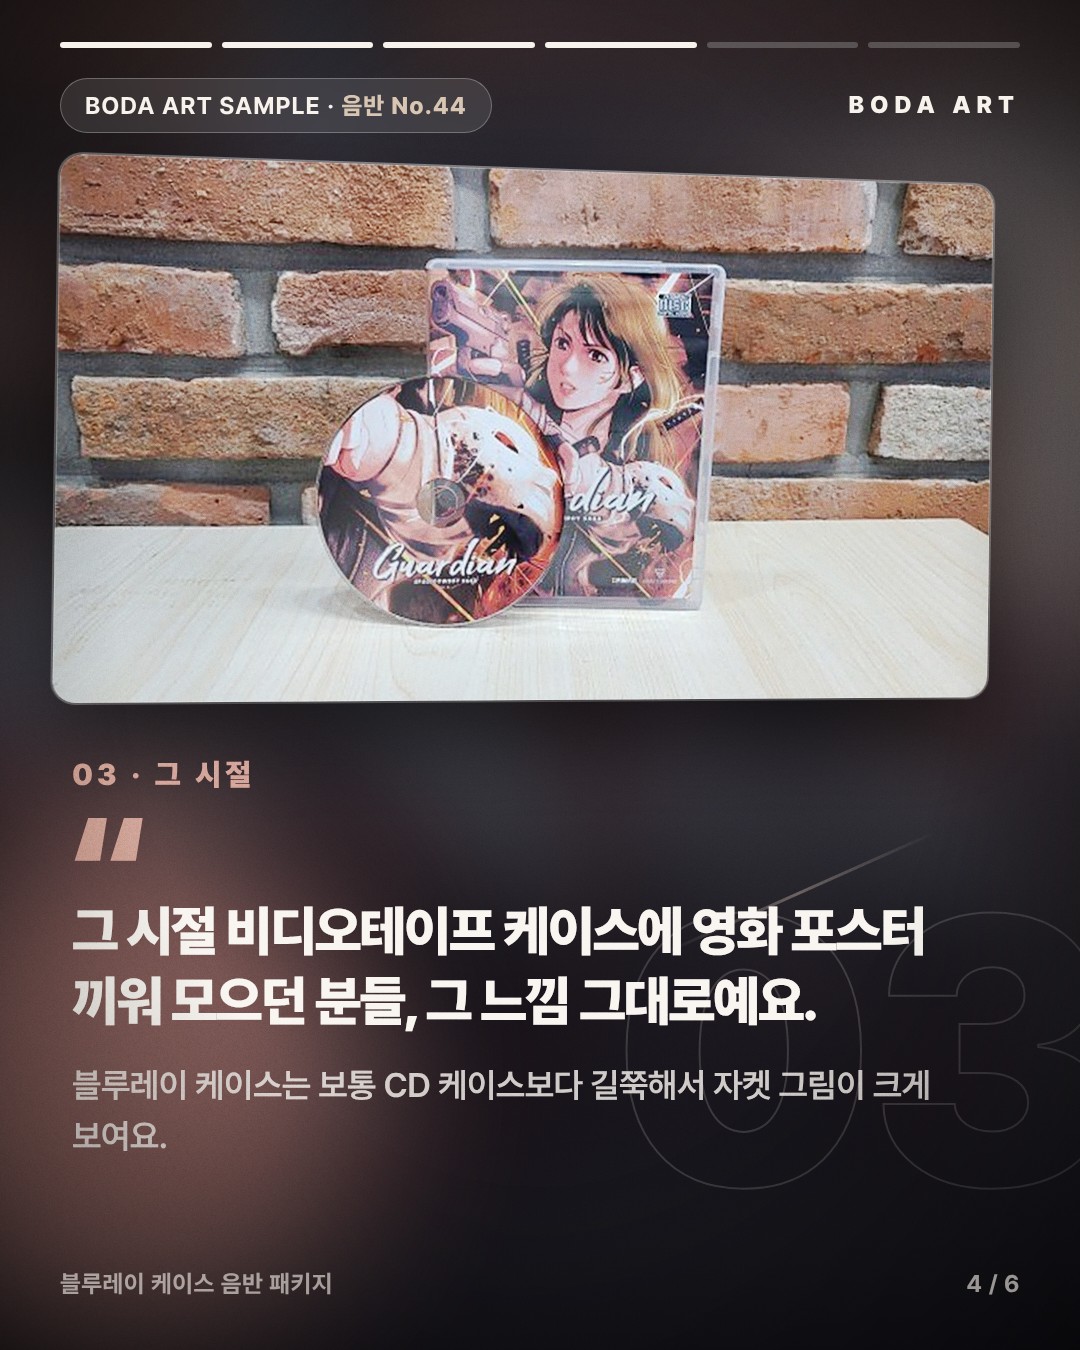 BODA ART SAMPLE · 음반 No.44
BODA ART
DISC
dian
Guardian
03 · 그 시절
“
그 시절 비디오테이프 케이스에 영화 포스터
끼워 모으던 분들, 그 느낌 그대로예요.
블루레이 케이스는 보통 CD 케이스보다 길쭉해서 자켓 그림이 크게
보여요.
03
블루레이 케이스 음반 패키지
4 / 6